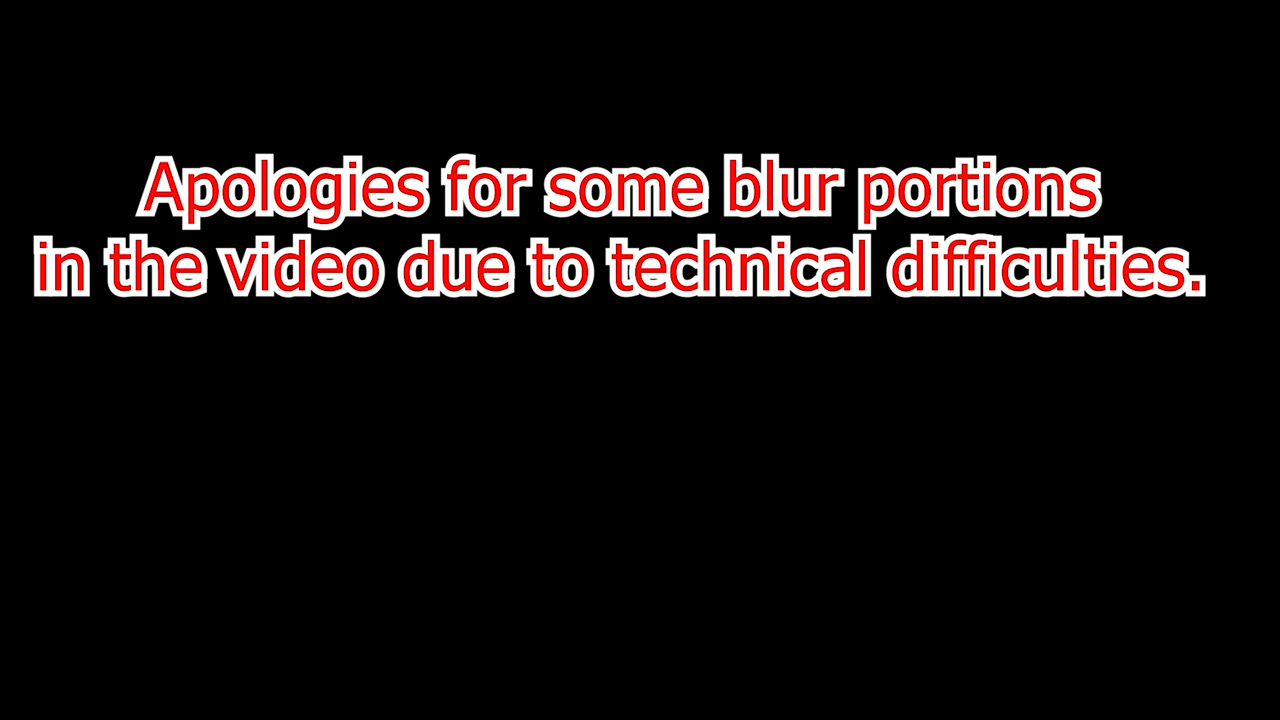 Apologies for some blur portions
in the video due to technical difficulties.